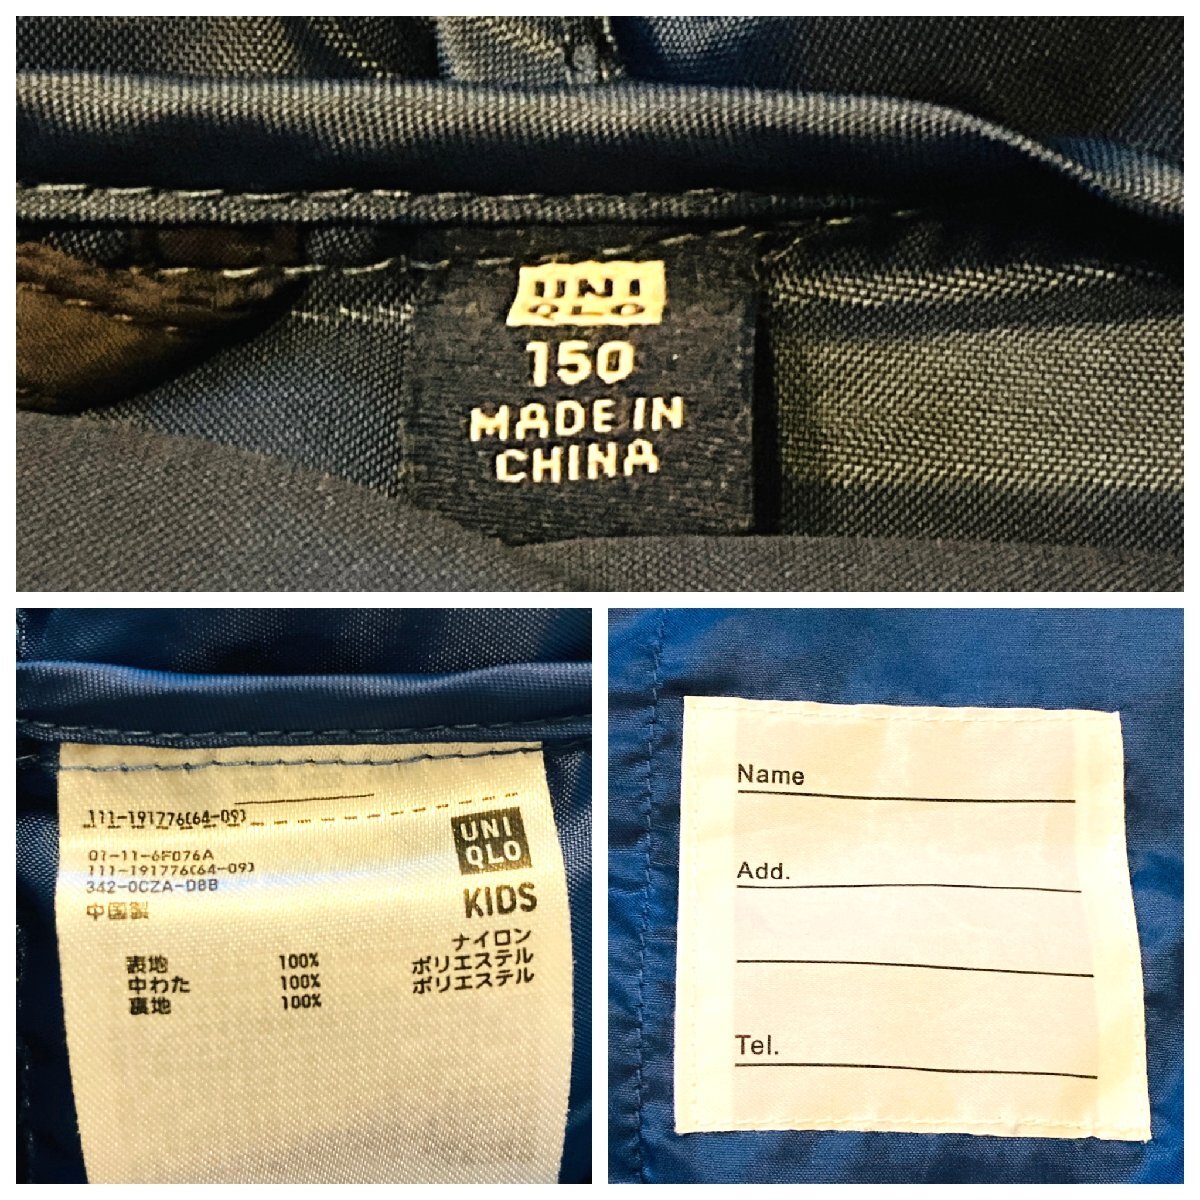 UNI
QLO
150
MADE IN
CHINA
111-191776(64-09)
01-11-6F076A
111-191776(64-09)
342-0CZA-08B
中国製
UNI
QLO
KIDS
表地 100% ナイロン
中わた 100% ポリエステル
裏地 100% ポリエステル
Name
Add.
Tel.